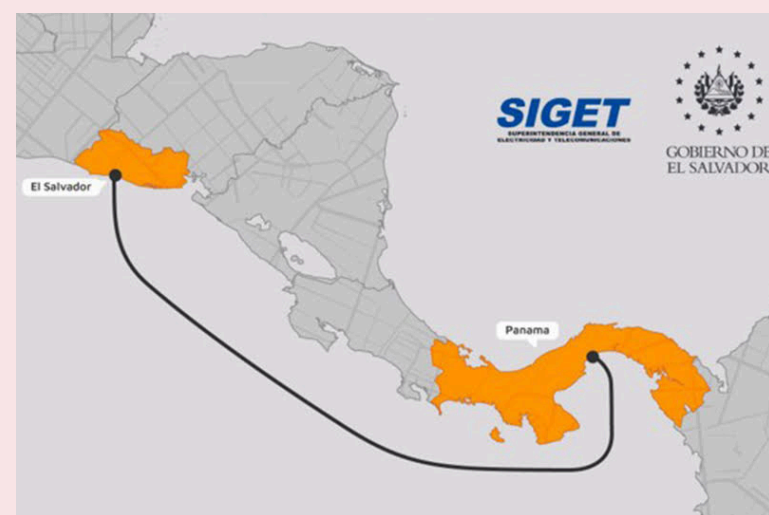 SIGET
SUPERINTENDENCIA GENERAL DE
ELECTRICIDAD Y TELECOMUNICACIONES
GOBIERNO DE
EL SALVADOR
El Salvador
Panama